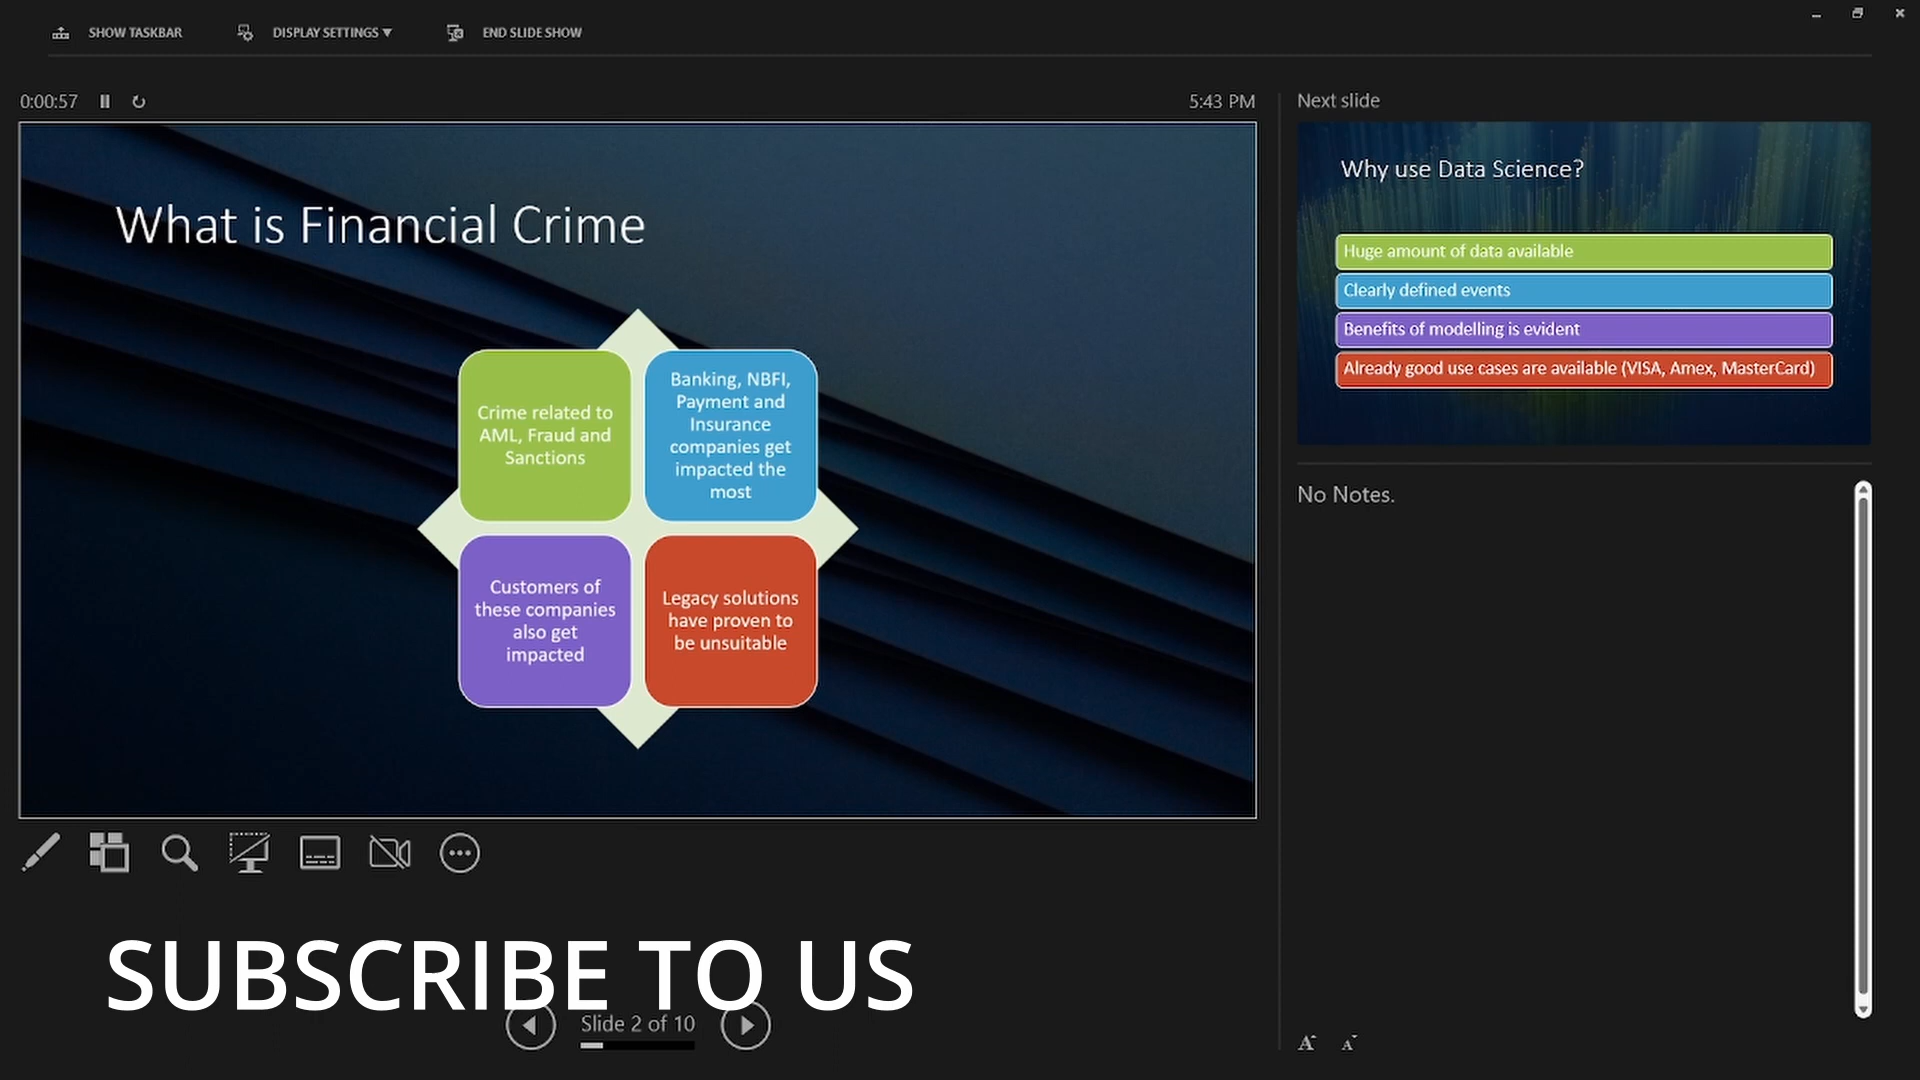 SHOW TASKBAR
DISPLAY SETTINGS ▼
END SLIDE SHOW
0:00:57
5:43 PM
What is Financial Crime
Crime related to
AML, Fraud and
Sanctions
Banking, NBFI,
Payment and
Insurance
companies get
impacted the
most
Customers of
these companies
also get
impacted
Legacy solutions
have proven to
be unsuitable
Next slide
Why use Data Science?
Huge amount of data available
Clearly defined events
Benefits of modelling is evident
Already good use cases are available (VISA, Amex, MasterCard)
No Notes.
SUBSCRIBE TO US
Slide 2 of 10
A A